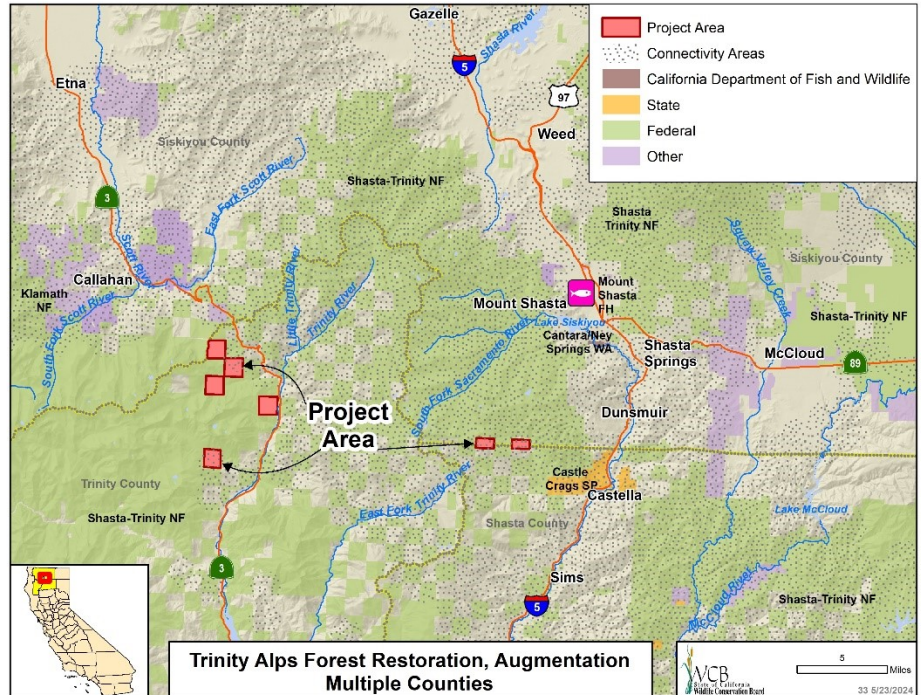 Gazelle
Shasta River
5
Etna
97
Weed
Project Area
Connectivity Areas
California Department of Fish and Wildlife
State
Federal
Other
Siskiyou County
3
East Fork Scott River
Shasta-Trinity NF
Shasta
Trinity NF
Squaw Valley Creek
Siskiyou County
Scott River
Callahan
Klamath
NF
South Fork Scott River
Little Trinity River
Trinity River
Mount Shasta
Mount
Shasta
FH
Lake Siskiyou
Cantara/Ney
Springs WA
Shasta
Springs
McCloud
89
Shasta-Trinity NF
South Fork Sacramento River
Dunsmuir
Project
Area
Trinity County
Shasta-Trinity NF
East Fork Trinity River
Castle
Crags SP
Castella
Shasta County
Lake McCloud
3
Sims
5
McCloud River
Shasta-Trinity NF
Trinity Alps Forest Restoration, Augmentation
Multiple Counties
WCB
State of California
Wildlife Conservation Board
5
Miles
33 5/23/2024